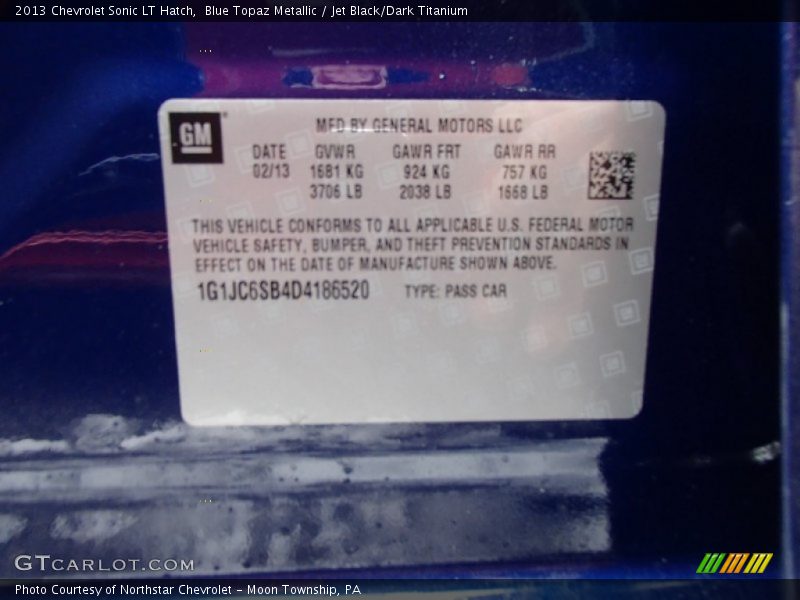 2013 Chevrolet Sonic LT Hatch,  Blue Topaz Metallic / Jet Black/Dark Titanium
GM
MFD BY GENERAL MOTORS LLC
DATE GVWR GAWR FRT GAWR RR
02/13 1681 KG 924 KG 757 KG
3706 LB 2038 LB 1668 LB
THIS VEHICLE CONFORMS TO ALL APPLICABLE U.S. FEDERAL MOTOR
VEHICLE SAFETY, BUMPER, AND THEFT PREVENTION STANDARDS IN
EFFECT ON THE DATE OF MANUFACTURE SHOWN ABOVE.
1G1JC6SB4D4186520 TYPE: PASS CAR
GTCARLOT.COM
Photo Courtesy of Northstar Chevrolet - Moon Township, PA